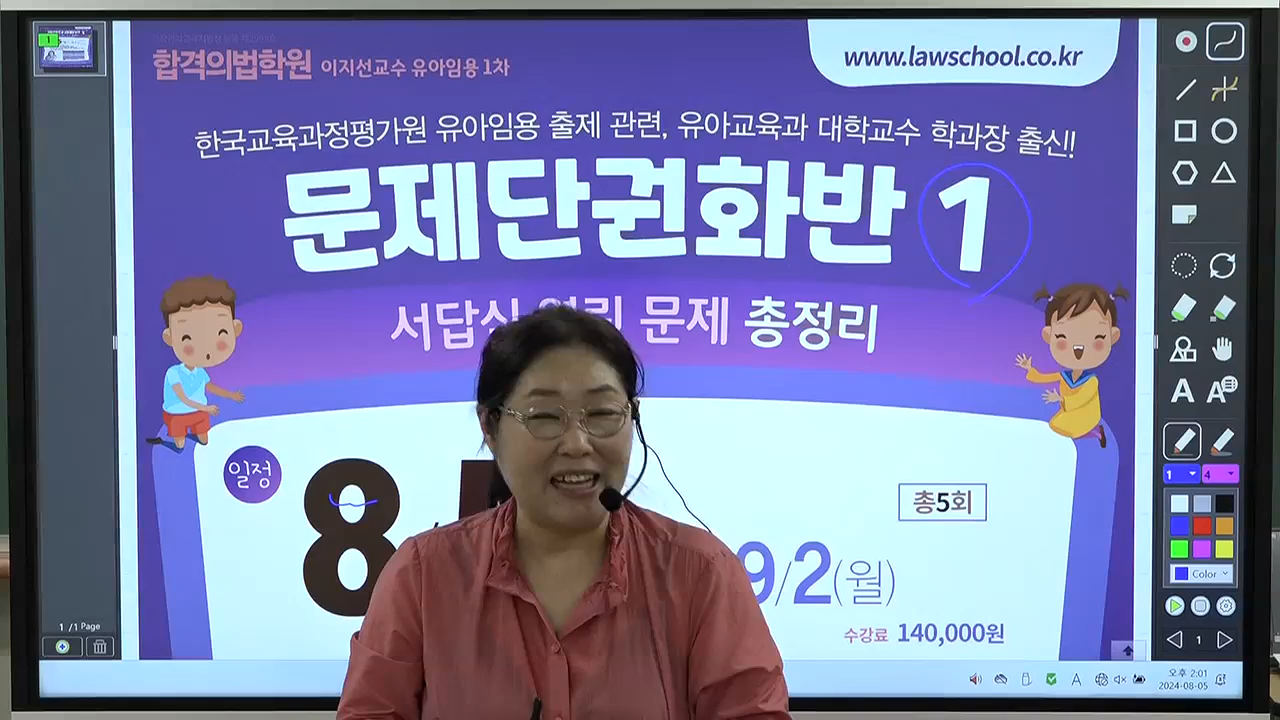 합격의법학원 이지선교수 유아임용 1차
www.lawschool.co.kr
한국교육과정평가원 유아임용 출제 관련, 유아교육과 대학교수 학과장 출신!
문제단권화반 1
서답식 문제 총정리
일정
8/
총5회
9/2(월)
수강료 140,000원
1
1 /1 Page
A
A
1
4
Color
1
A
오후 2:01
2024-08-05